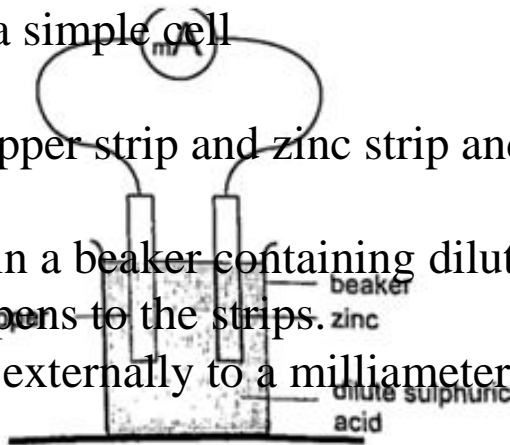 a simple cell
mA
pper strip and zinc strip and
in a beaker containing dilut
beaker
pens to the strips.
zinc
externally to a milliameter
dilute sulphuric
acid